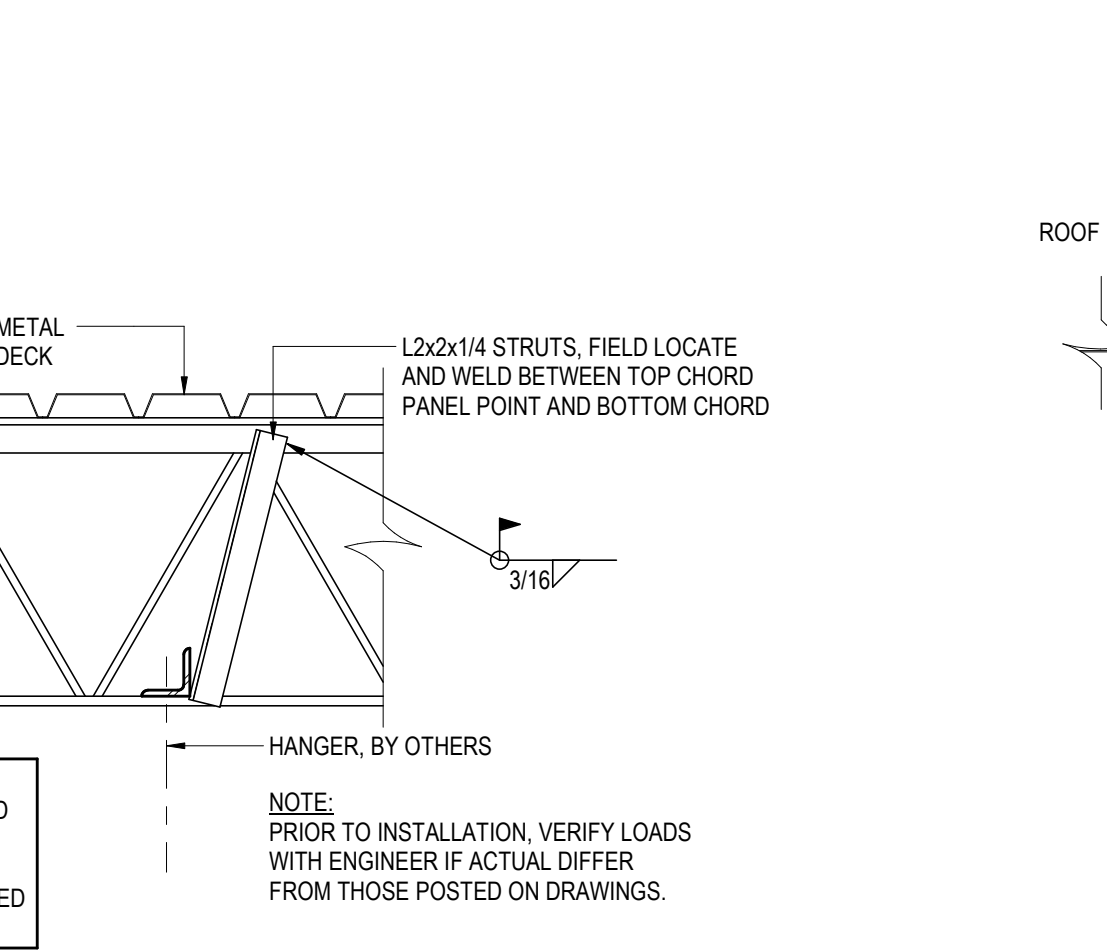 ROOF
METAL
DECK
L2x2x1/4 STRUTS, FIELD LOCATE
AND WELD BETWEEN TOP CHORD
PANEL POINT AND BOTTOM CHORD
3/16
HANGER, BY OTHERS
NOTE:
PRIOR TO INSTALLATION, VERIFY LOADS
WITH ENGINEER IF ACTUAL DIFFER
FROM THOSE POSTED ON DRAWINGS.
ED